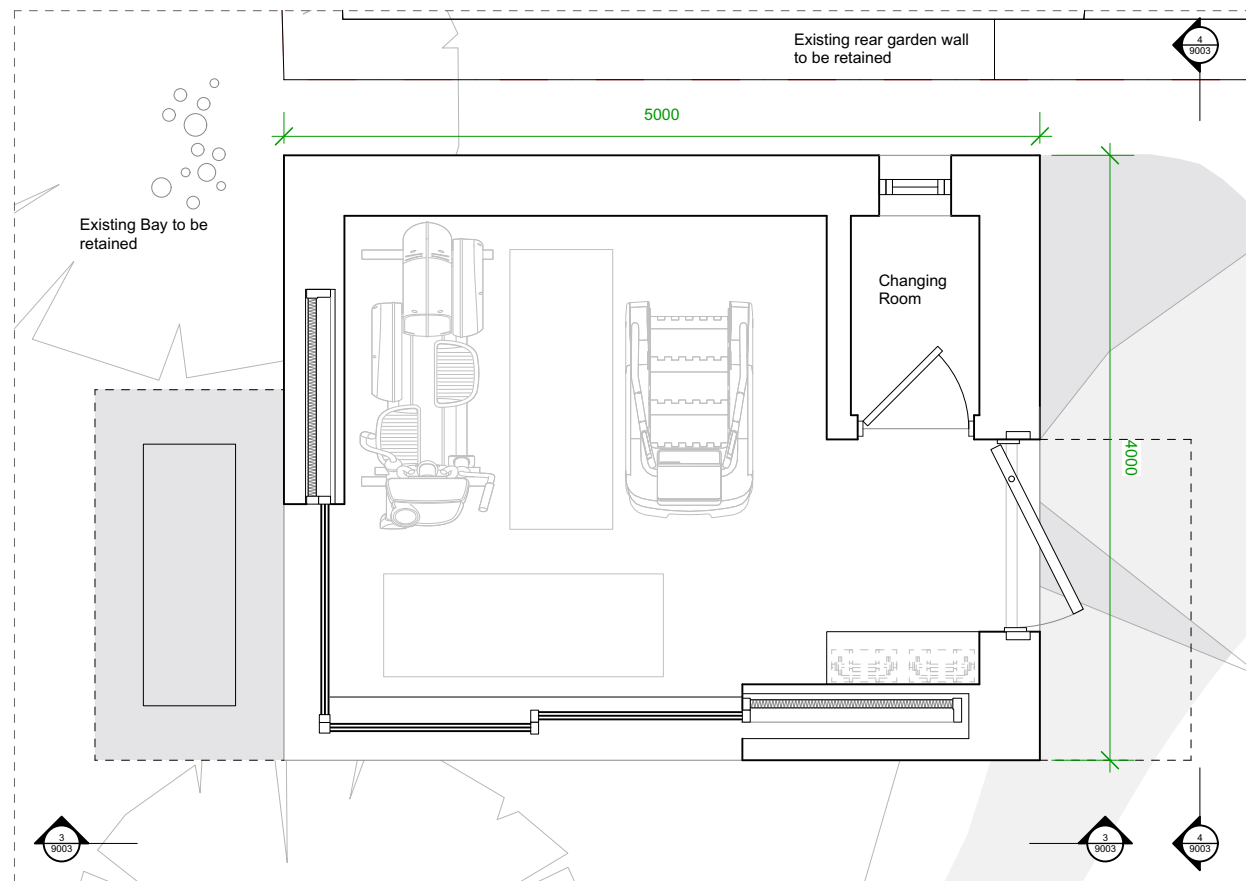 Existing rear garden wall
to be retained
4
9003
5000
Existing Bay to be
retained
Changing
Room
4000
3
9003
3
9003
4
9003